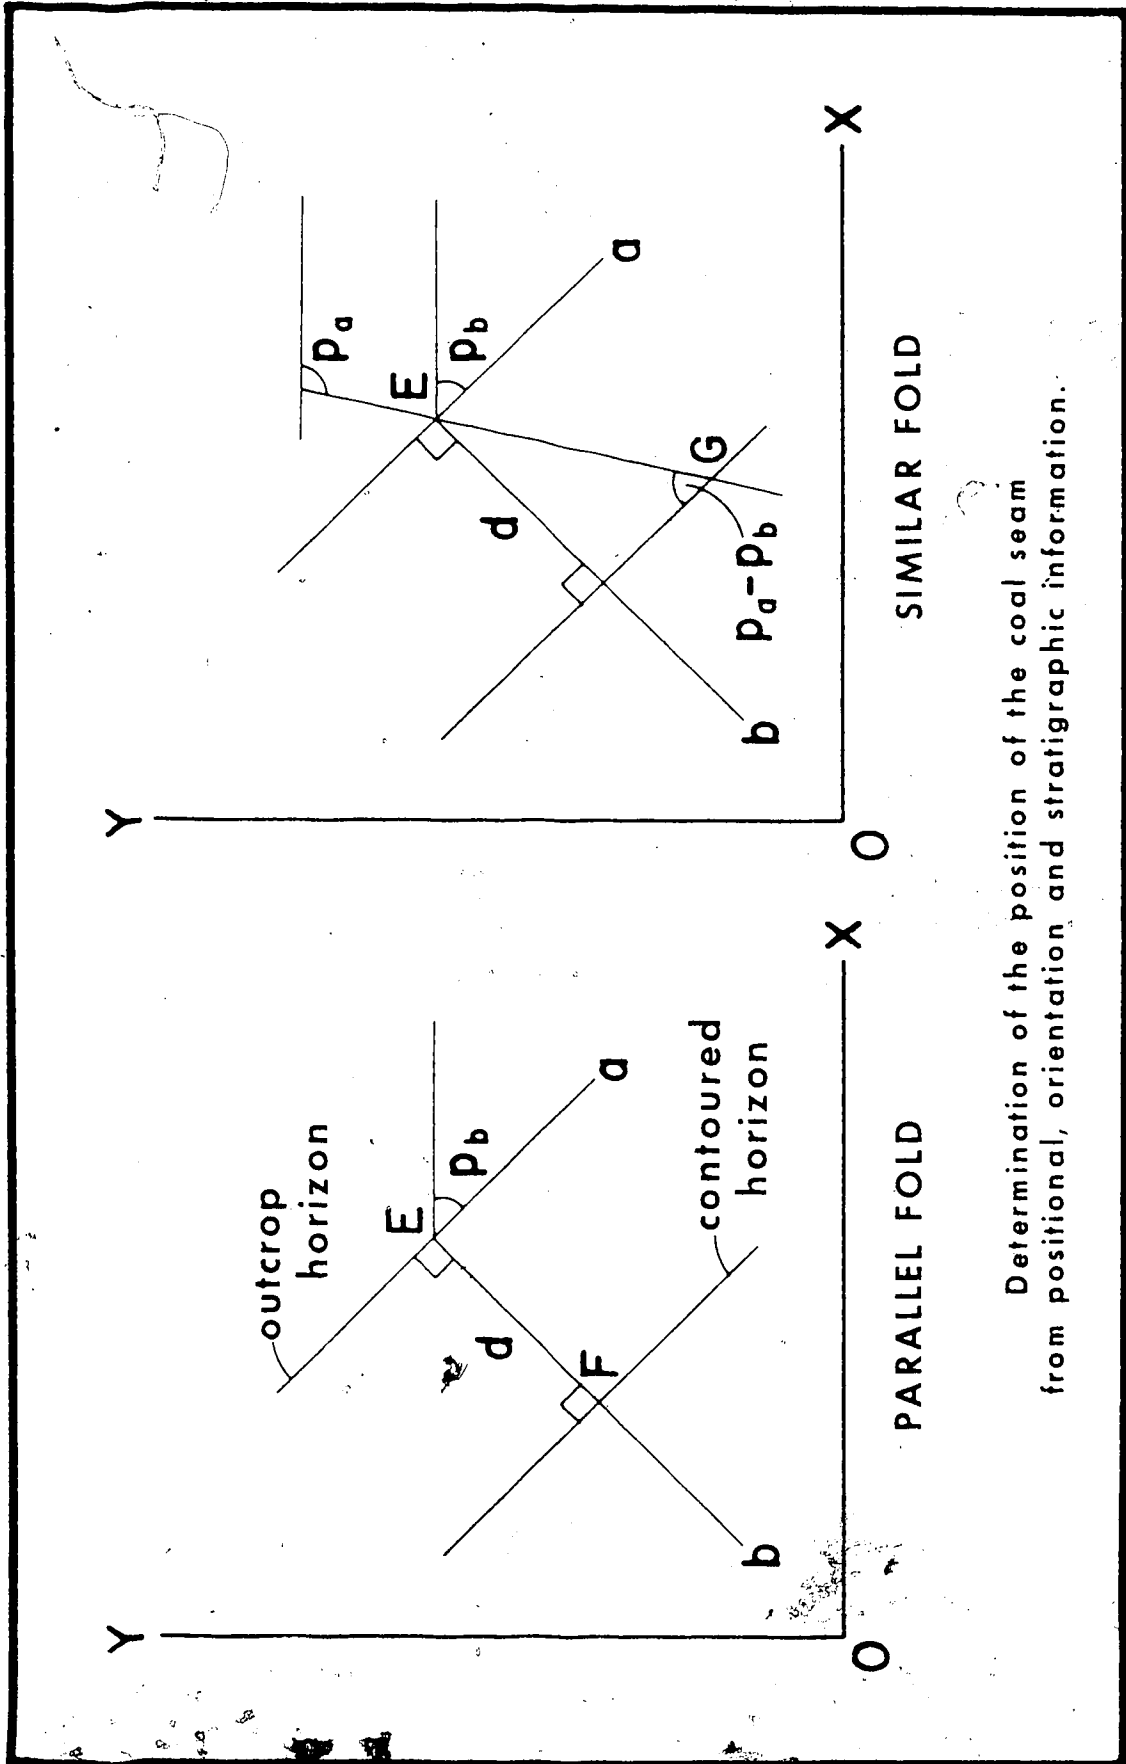 Y
outcrop
horizon
E
p_b
a
d
F
contoured
horizon
b
O
X
PARALLEL FOLD
Y
p_a
E
p_b
a
d
G
p_a-p_b
b
O
X
SIMILAR FOLD
Determination of the position of the coal seam
from positional, orientation and stratigraphic information.